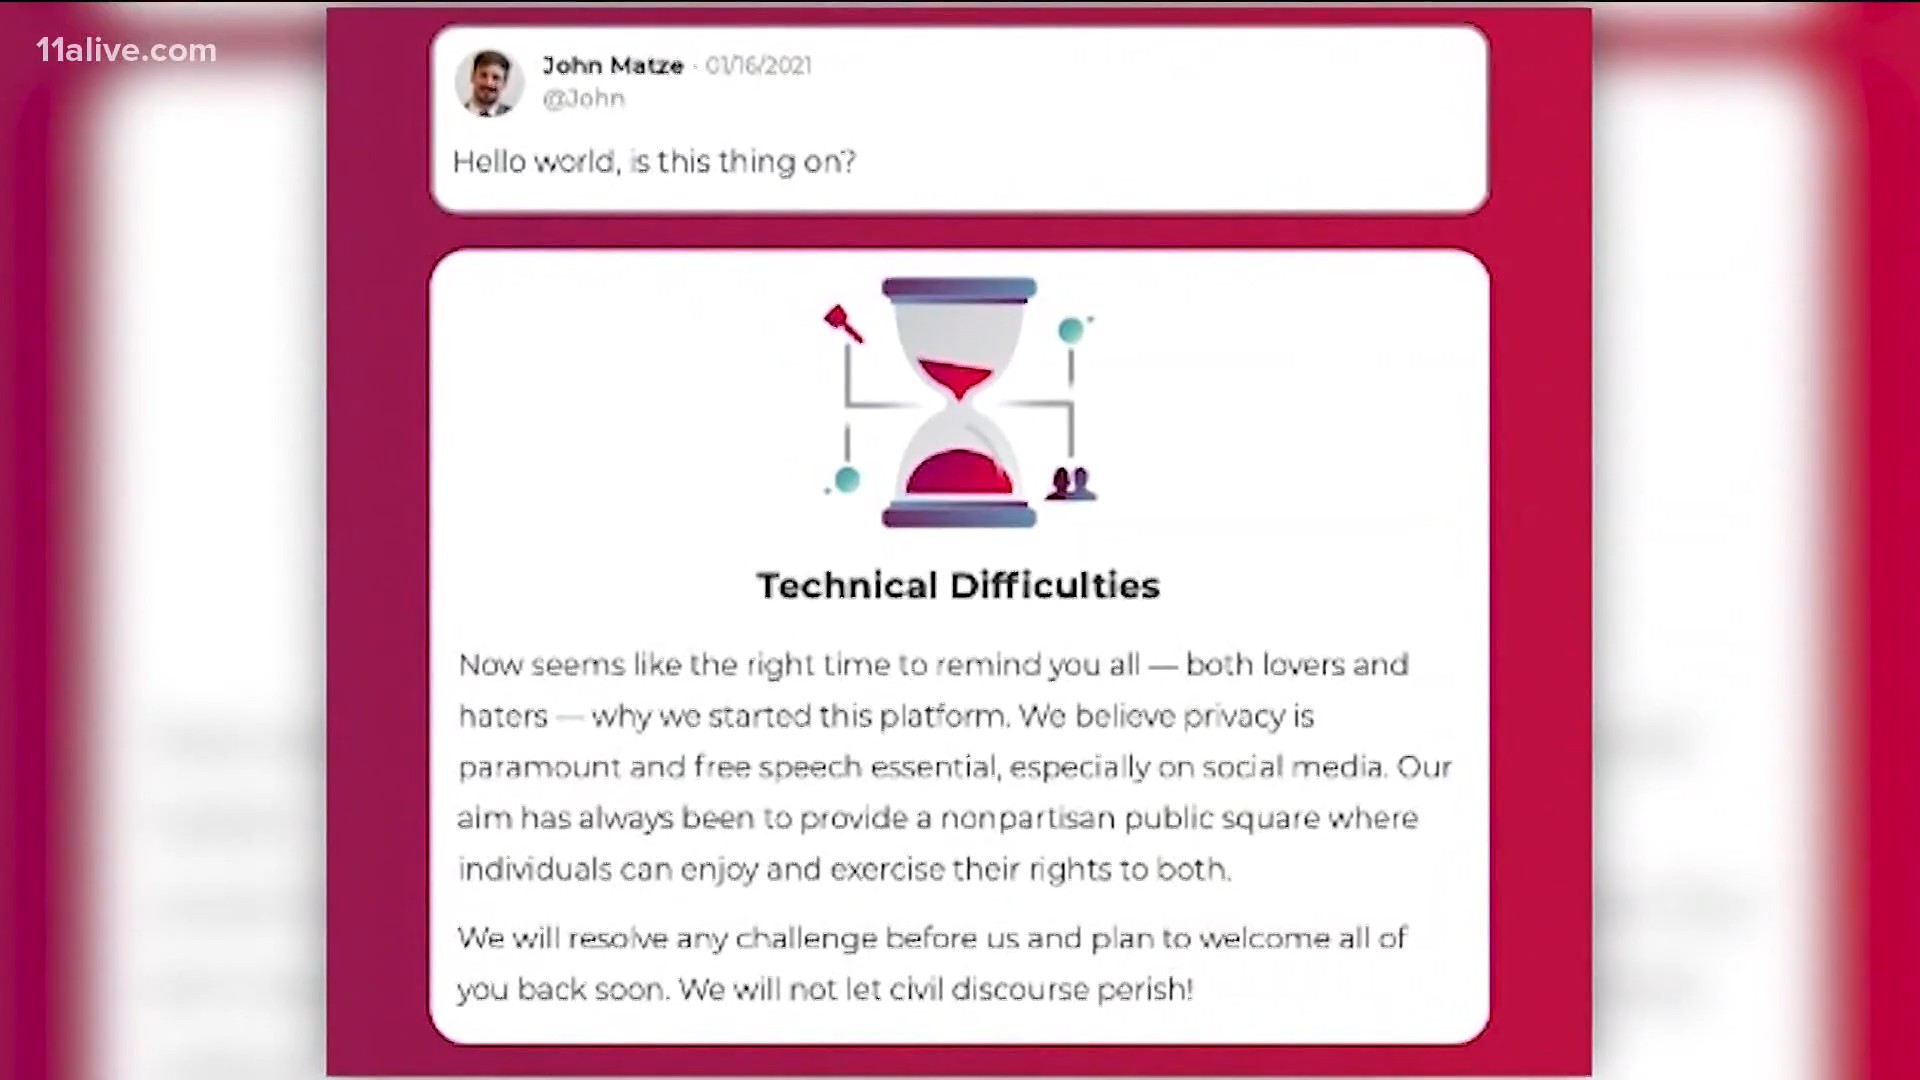 11alive.com
John Matze · 01/16/2021
@John
Hello world, is this thing on?
Technical Difficulties
Now seems like the right time to remind you all — both lovers and
haters — why we started this platform. We believe privacy is
paramount and free speech essential, especially on social media. Our
aim has always been to provide a nonpartisan public square where
individuals can enjoy and exercise their rights to both.
We will resolve any challenge before us and plan to welcome all of
you back soon. We will not let civil discourse perish!